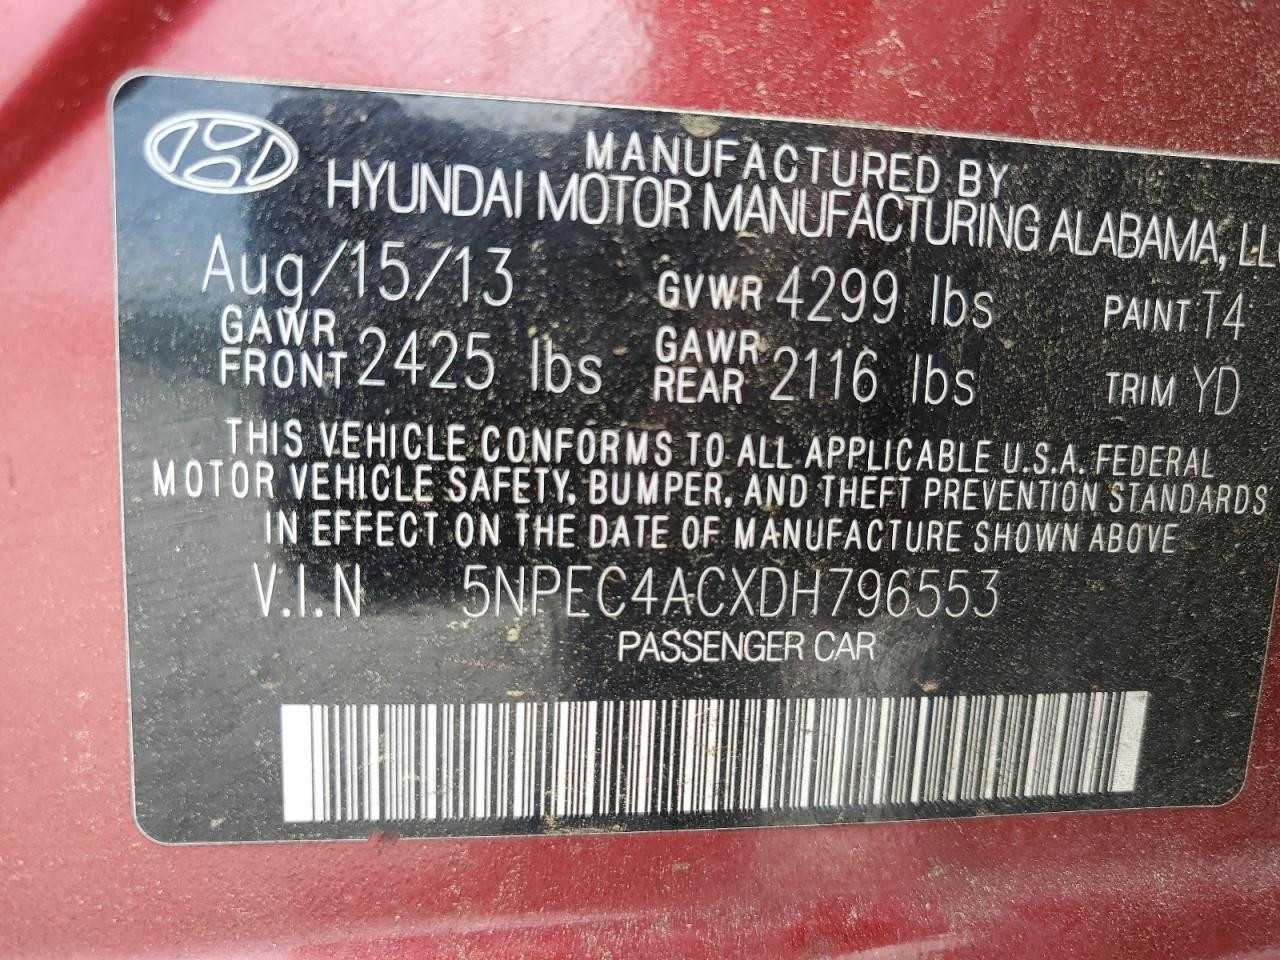 MANUFACTURED BY
HYUNDAI MOTOR MANUFACTURING ALABAMA, LLC
Aug/15/13 GVWR 4299 lbs PAINT T4
GAWR FRONT 2425 lbs GAWR REAR 2116 lbs TRIM YD
THIS VEHICLE CONFORMS TO ALL APPLICABLE U.S.A. FEDERAL
MOTOR VEHICLE SAFETY, BUMPER, AND THEFT PREVENTION STANDARDS
IN EFFECT ON THE DATE OF MANUFACTURE SHOWN ABOVE
V.I.N 5NPEC4ACXDH796553
PASSENGER CAR